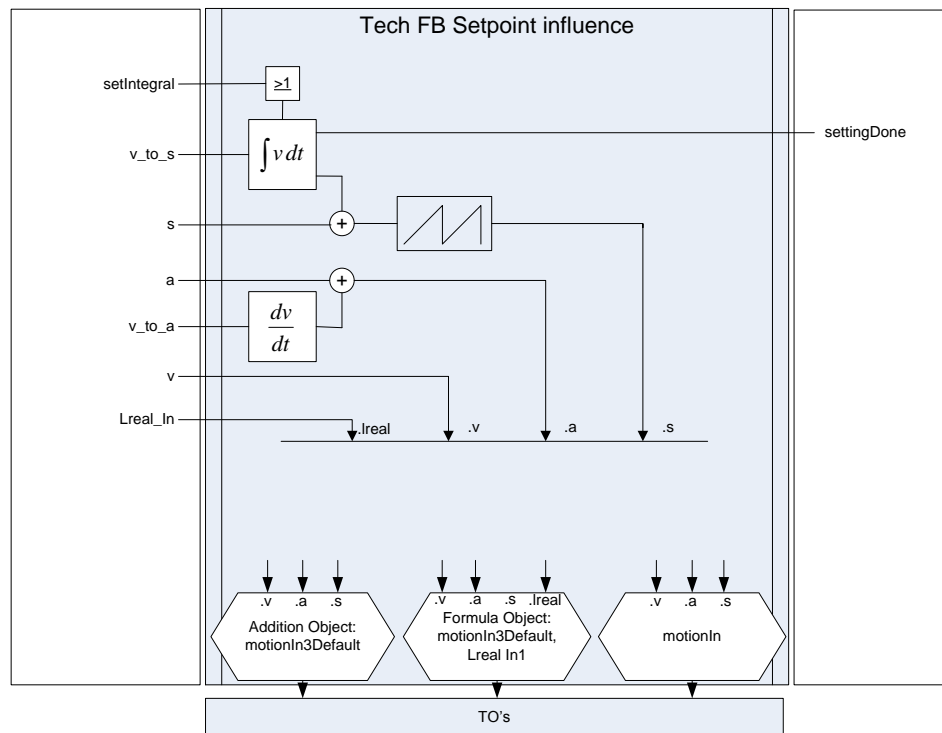 Tech FB Setpoint influence
setIntegral
≥1
settingDone
v_to_s
∫ v dt
s
+
a
+
v_to_a
dv
dt
v
Lreal_In
.lreal
.v
.a
.s
.v
.a
.s
.v
.a
.s
.lreal
.v
.a
.s
Addition Object:
motionIn3Default
Formula Object:
motionIn3Default,
Lreal In1
motionIn
TO's